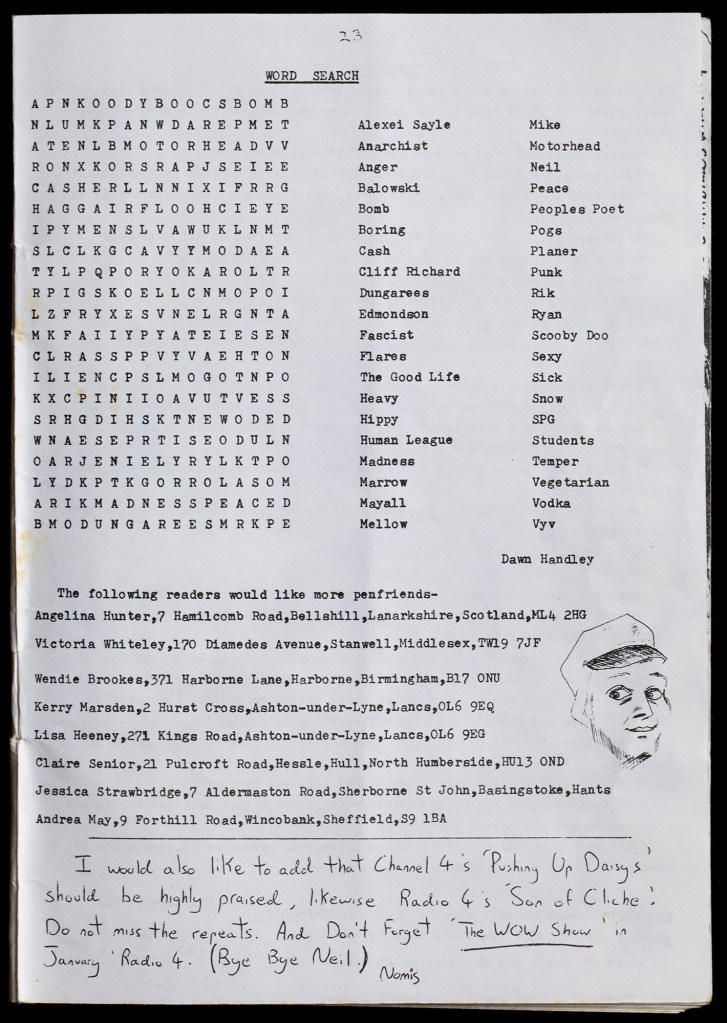 23
WORD SEARCH
A P N K O O D Y B O O C S B O M B
N L U M K P A N W D A R E P M E T
A T E N L B M O T O R H E A D V V
R O N X K O R S R A P J S E I E E
C A S H E R L L N N I X I F R R G
H A G G A I R F L O O H C I E Y E
I P Y M E N S L V A W U K L N M T
S L C L K G C A V Y Y M O D A E A
T Y L P Q P O R Y O K A R O L T R
R P I G S K O E L L C N M O P O I
L Z F R Y X E S V N E L R G N T A
M K F A I I Y P Y A T E I E S E N
C L R A S S P P V Y V A E H T O N
I L I E N C P S L M O G O T N P O
K X C P I N I I O A V U T V E S S
S R H G D I H S K T N E W O D E D
W N A E S E P R T I S E O D U L N
O A R J E N I E L Y R Y L K T P O
L Y D K P T K G O R R O L A S O M
A R I K M A D N E S S P E A C E D
B M O D U N G A R E E S M R K P E
Alexei Sayle
Anarchist
Anger
Balowski
Bomb
Boring
Cash
Cliff Richard
Dungarees
Edmondson
Fascist
Flares
The Good Life
Heavy
Hippy
Human League
Madness
Marrow
Mayall
Mellow
Mike
Motorhead
Neil
Peace
Peoples Poet
Pogs
Planer
Punk
Rik
Ryan
Scooby Doo
Sexy
Sick
Snow
SPG
Students
Temper
Vegetarian
Vodka
Vyv
Dawn Handley
The following readers would like more penfriends-
Angelina Hunter,7 Hamilcomb Road,Bellshill,Lanarkshire,Scotland,ML4 2HG
Victoria Whiteley,170 Diamedes Avenue,Stanwell,Middlesex,TW19 7JF
Wendie Brookes,371 Harborne Lane,Harborne,Birmingham,B17 ONU
Kerry Marsden,2 Hurst Cross,Ashton-under-Lyne,Lancs,OL6 9EQ
Lisa Heeney,271 Kings Road,Ashton-under-Lyne,Lancs,OL6 9EG
Claire Senior,21 Pulcroft Road,Hessle,Hull,North Humberside,HU13 OND
Jessica Strawbridge,7 Aldermaston Road,Sherborne St John,Basingstoke,Hants
Andrea May,9 Forthill Road,Wincobank,Sheffield,S9 1BA
I would also like to add that Channel 4's 'Pushing Up Daisys'
should be highly praised, likewise Radio 4's 'Son of Cliche'.
Do not miss the repeats. And Don't Forget 'The WOW Show' in
January 'Radio 4. (Bye Bye Neil.)
Nomis